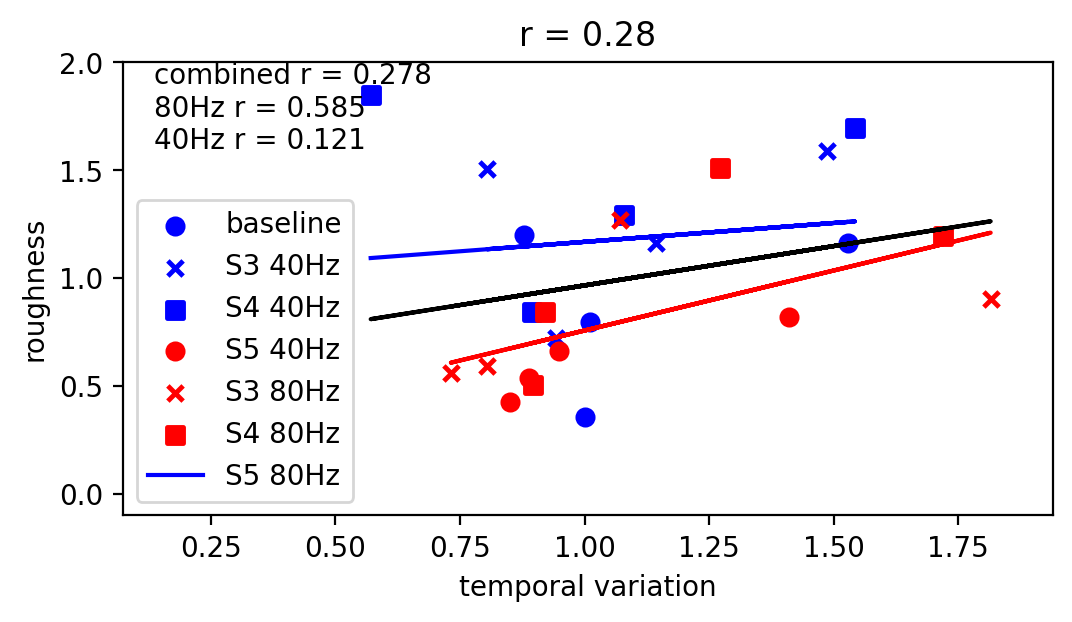 r = 0.28
combined r = 0.278
80Hz r = 0.585
40Hz r = 0.121
baseline
S3 40Hz
S4 40Hz
S5 40Hz
S3 80Hz
S4 80Hz
S5 80Hz
2.0
1.5
1.0
0.5
0.0
roughness
0.25 0.50 0.75 1.00 1.25 1.50 1.75
temporal variation